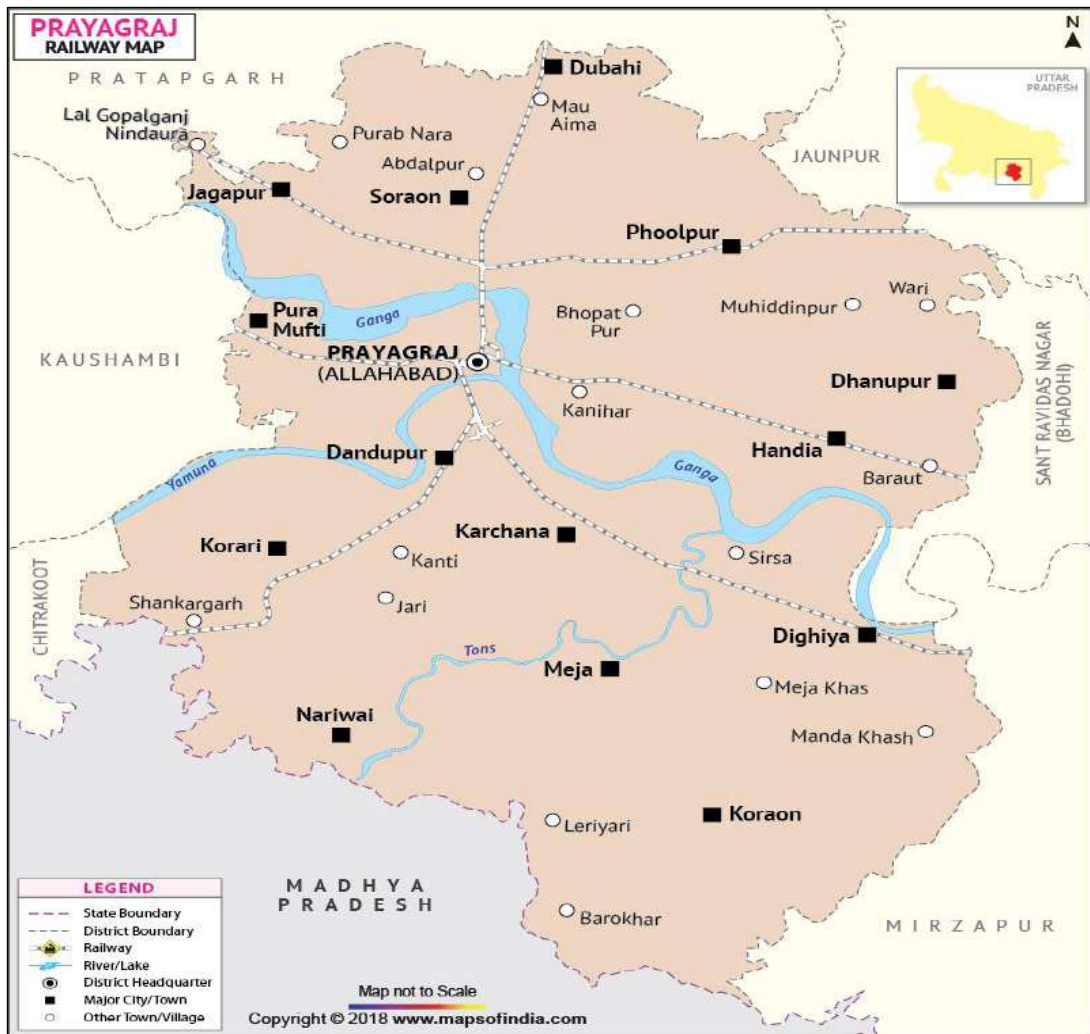 PRAYAGRAJ
RAILWAY MAP
N
PRATAPGARH
Dubahi
UTTAR
PRADESH
Lal Gopalganj
Nindaura
Purab Nara
Mau
Aima
Abdalpur
JAUNPUR
Jagapur
Soraon
Phoolpur
Wari
Muhiddinpur
Bhopat
Pur
Pura
Mufti
Ganga
KAUSHAMBI
PRAYAGRAJ
(ALLAHABAD)
Dhanupur
SANT RAVIDAS NAGAR
(BHADOHI)
Kanihar
Handia
Dandupur
Yamuna
Ganga
Baraut
Karchana
Korari
Kanti
Sirsa
CHITRAKOOT
Shankargarh
Jari
Dighiya
Tons
Meja
Meja Khas
Nariwai
Manda Khash
Leriyari
Koraon
MADHYA
PRADESH
Barokhar
MIRZAPUR
LEGEND
State Boundary
District Boundary
Railway
River/Lake
District Headquarter
Major City/Town
Other Town/Village
Map not to Scale
Copyright © 2018 www.mapsofindia.com